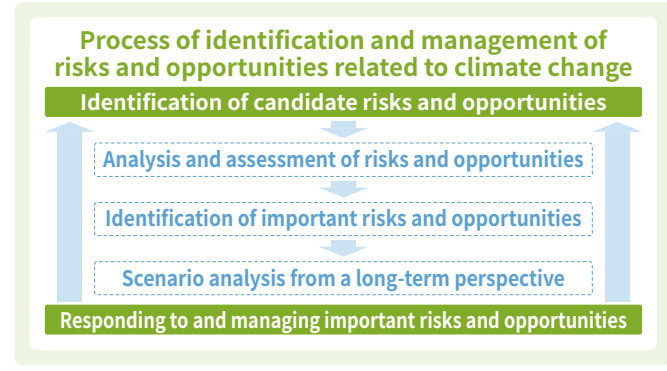 Process of identification and management of
risks and opportunities related to climate change
Identification of candidate risks and opportunities
Analysis and assessment of risks and opportunities
Identification of important risks and opportunities
Scenario analysis from a long-term perspective
Responding to and managing important risks and opportunities